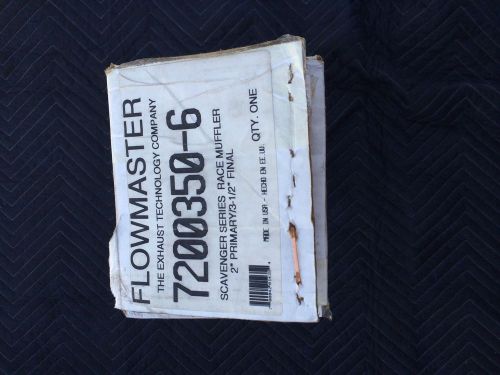 FLOWMASTER
THE EXHAUST TECHNOLOGY COMPANY
7200350-6
SCAVENGER SERIES RACE MUFFLER
2" PRIMARY/3-1/2" FINAL
MADE IN USA - HECHO EN EE.UU. QTY. ONE